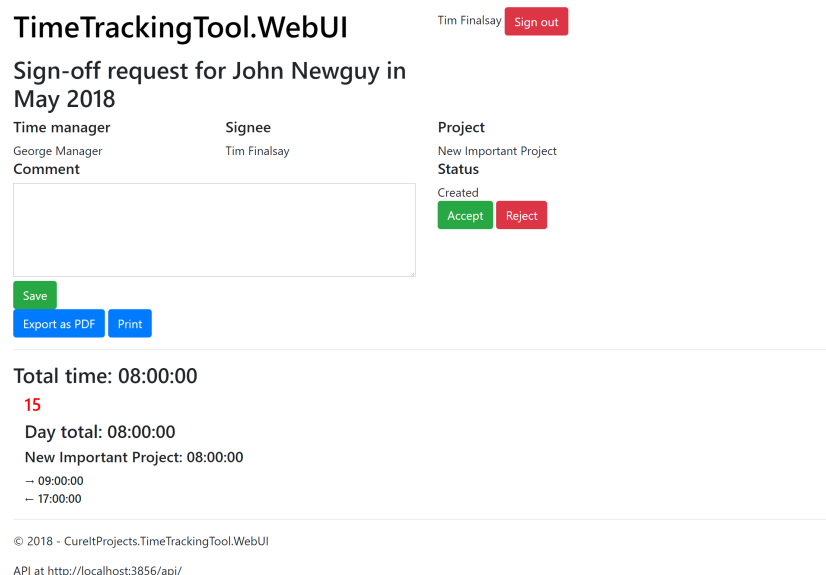 TimeTrackingTool.WebUI
Tim Finalsay Sign out
Sign-off request for John Newguy in
May 2018
Time manager Signee Project
George Manager Tim Finalsay New Important Project
Comment Status
Created
Accept Reject
Save
Export as PDF Print
Total time: 08:00:00
15
Day total: 08:00:00
New Important Project: 08:00:00
→ 09:00:00
← 17:00:00
© 2018 - CureItProjects.TimeTrackingTool.WebUI
API at http://localhost:3856/api/